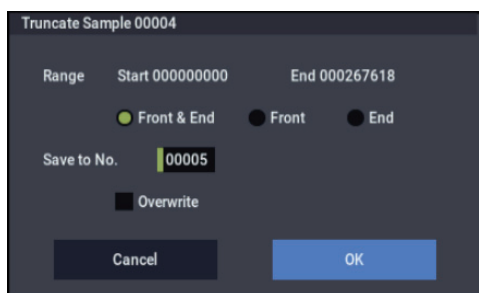 Truncate Sample 00004
Range Start 000000000 End 000267618
Front & End Front End
Save to No. 00005
Overwrite
Cancel OK